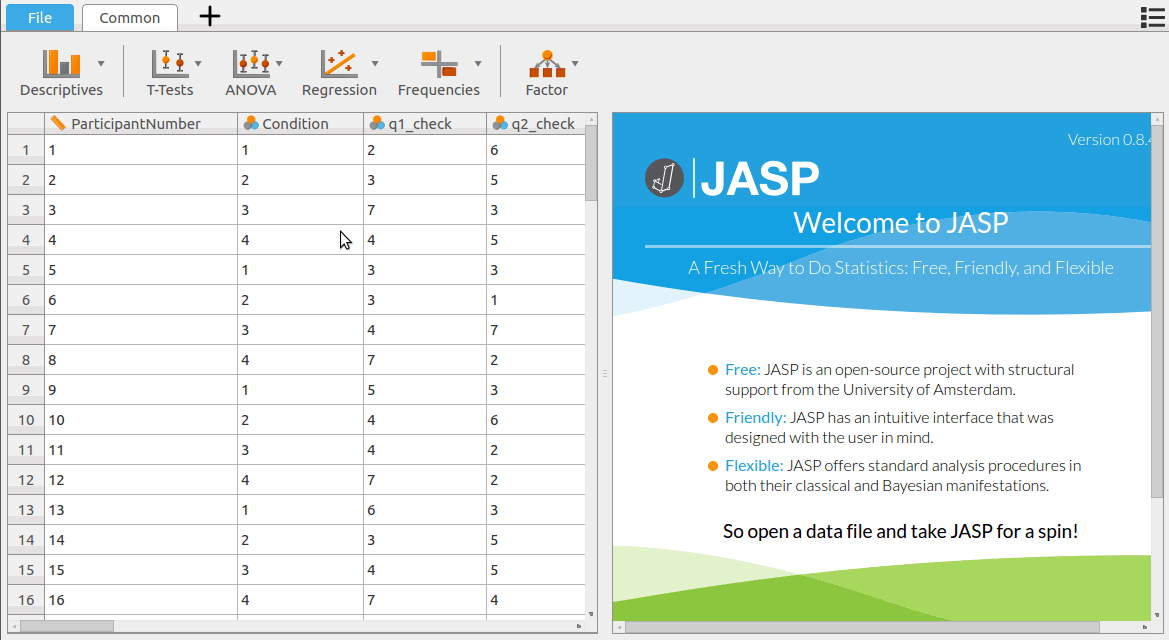 File Common
Descriptives T-Tests ANOVA Regression Frequencies Factor
ParticipantNumber Condition q1_check q2_check
1 1 1 2 6
2 2 2 3 5
3 3 3 7 3
4 4 4 4 5
5 5 1 3 3
6 6 2 3 1
7 7 3 4 7
8 8 4 7 2
9 9 1 5 3
10 10 2 4 6
11 11 3 4 2
12 12 4 7 2
13 13 1 6 3
14 14 2 3 5
15 15 3 4 5
16 16 4 7 4
Version 0.8.4
JASP
Welcome to JASP
A Fresh Way to Do Statistics: Free, Friendly, and Flexible
Free: JASP is an open-source project with structural
support from the University of Amsterdam.
Friendly: JASP has an intuitive interface that was
designed with the user in mind.
Flexible: JASP offers standard analysis procedures in
both their classical and Bayesian manifestations.
So open a data file and take JASP for a spin!